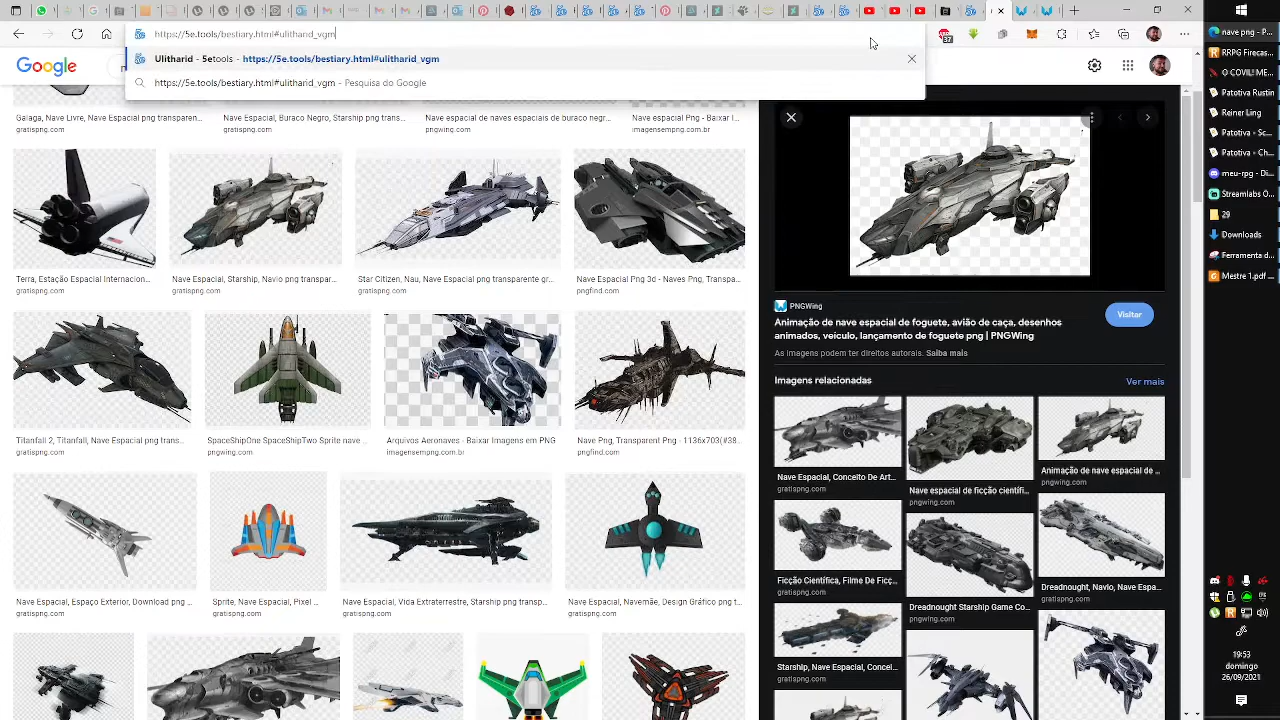 nave png - P
RRPG Firecas
https://5e.tools/bestiary.html#ulitharid_vgm
37
Ulitharid - 5etools - https://5e.tools/bestiary.html#ulitharid_vgm
https://5e.tools/bestiary.html#ulitharid_vgm - Pesquisa do Google
Google
n
O COVIL! Mo
Patotiva Rustin
Reiner Ling
Patotiva - S
Patotiva - Ch
meu-rpg - Di
Streamlabs O
29
Downloads
Ferramenta d
Mestre 1.pdf
Gaiaga, Nave Livre, Nave Espacial png transparen...
gratispng.com
Nave Espacial, Buraco Negro, Starship png trans...
gratispng.com
Nave espacial de naves espaciais de buraco negr...
gratispng.com
Nave espacial Png - Baixar I...
imagensempng.com.br
Terra, Estação Espacial Internacion...
gratispng.com
Nave Espacial, Starship, Navio png transpar...
gratispng.com
Star Citizen, Nau, Nave Espacial png transparente gr...
gratispng.com
Nave Espacial Png 3d - Naves Png, Transpa...
pngfind.com
Titanfall 2, Titanfall, Nave Espacial png trans...
gratispng.com
SpaceShipOne SpaceShipTwo Sprite nave ...
pngwing.com
Arquivos Aeronaves - Baixar Imagens em PNG
imagensempng.com.br
Nave Png, Transparent Png - 1136x703(#38...
pngfind.com
Nave Espacial, Espaço Exterior, Download png ...
gratispng.com
Sprite, Nave Espacial, Pixel ...
gratispng.com
Nave Espacial, Vida Extraterrestre, Starship png transp...
gratispng.com
Nave Espacial, Navemãe, Design Gráfico png t...
gratispng.com
PNGWing
Animação de nave espacial de foguete, avião de caça, desenhos
animados, veículo, lançamento de foguete png | PNGWing
Visitar
As imagens podem ter direitos autorais. Saiba mais
Imagens relacionadas
Ver mais
Nave Espacial, Conceito De Art...
gratispng.com
Nave espacial de ficção científi...
pngwing.com
Animação de nave espacial de ...
pngwing.com
Ficção Científica, Filme De Ficç...
gratispng.com
Dreadnought Starship Game Co...
pngwing.com
Dreadnought, Navio, Nave Espa...
gratispng.com
Starship, Nave Espacial, Concei...
gratispng.com
19:53
domingo
26/09/2021